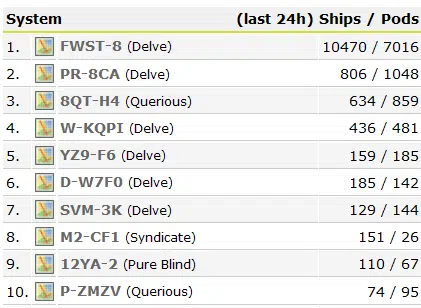 System (last 24h) Ships / Pods
1. FWST-8 (Delve) 10470 / 7016
2. PR-8CA (Delve) 806 / 1048
3. 8QT-H4 (Querious) 634 / 859
4. W-KQPI (Delve) 436 / 481
5. YZ9-F6 (Delve) 159 / 185
6. D-W7F0 (Delve) 185 / 142
7. SVM-3K (Delve) 129 / 144
8. M2-CF1 (Syndicate) 151 / 26
9. 12YA-2 (Pure Blind) 110 / 67
10. P-ZMZV (Querious) 74 / 95